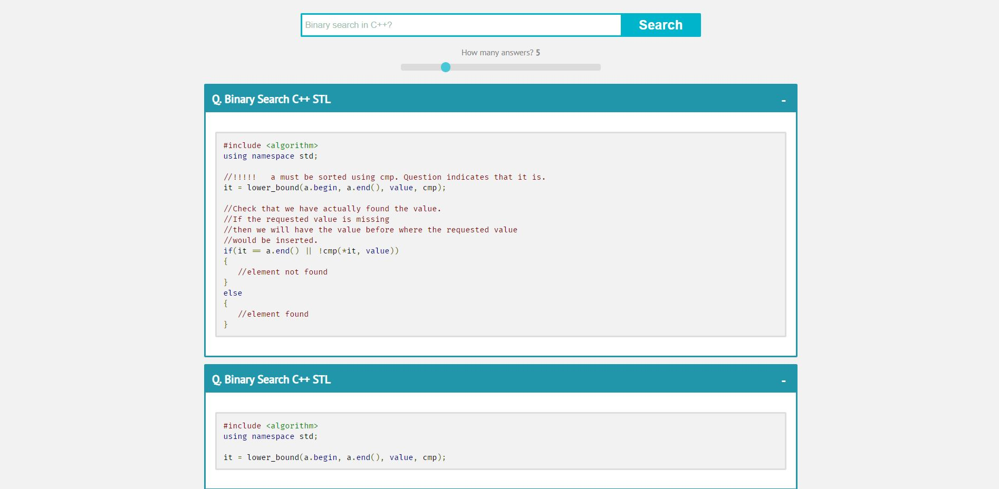 Binary search in C++?
Search
How many answers? 5
Q. Binary Search C++ STL
-
#include <algorithm>
using namespace std;
//!!!!!   a must be sorted using cmp. Question indicates that it is.
it = lower_bound(a.begin, a.end(), value, cmp);
//Check that we have actually found the value.
//If the requested value is missing
//then we will have the value before where the requested value
//would be inserted.
if(it == a.end() || !cmp(*it, value))
{
   //element not found
}
else
{
   //element found
}
Q. Binary Search C++ STL
-
#include <algorithm>
using namespace std;
it = lower_bound(a.begin, a.end(), value, cmp);